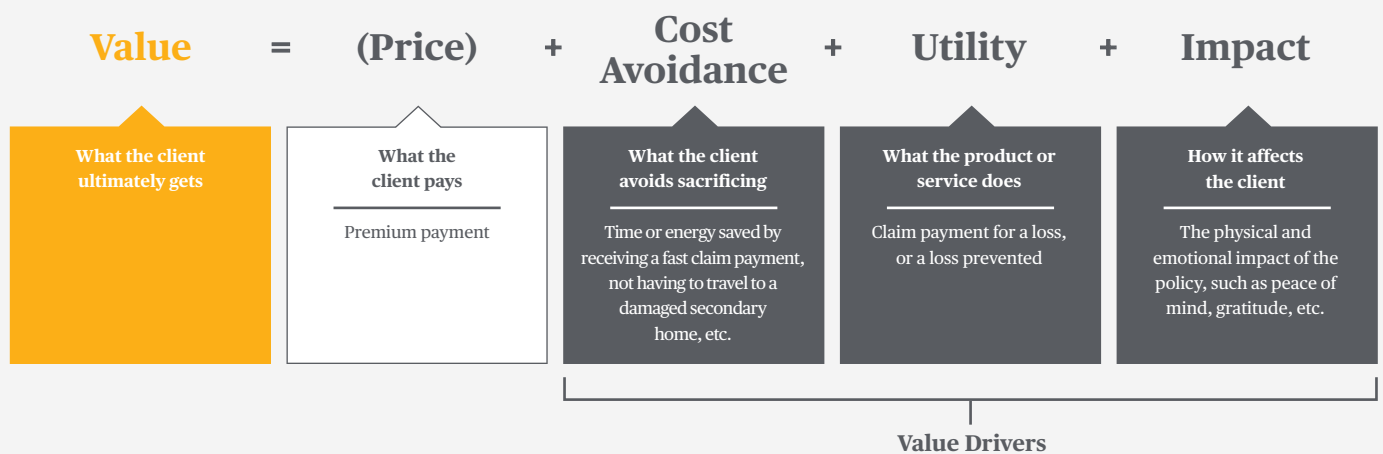 Value = (Price) + Cost Avoidance + Utility + Impact
What the client
ultimately gets
What the
client pays
Premium payment
What the client
avoids sacrificing
Time or energy saved by
receiving a fast claim payment,
not having to travel to a
damaged secondary
home, etc.
What the product or
service does
Claim payment for a loss,
or a loss prevented
How it affects
the client
The physical and
emotional impact of the
policy, such as peace of
mind, gratitude, etc.
Value Drivers